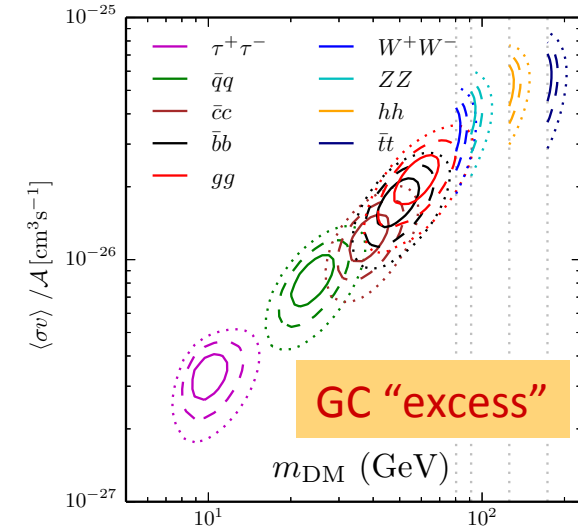 10⁻²⁵
τ⁺τ⁻
q̄q
c̄c
b̄b
gg
W⁺W⁻
ZZ
hh
t̄t
⟨σv⟩ /𝒜 [cm³s⁻¹]
10⁻²⁶
GC “excess”
m_DM (GeV)
10⁻²⁷
10¹
10²